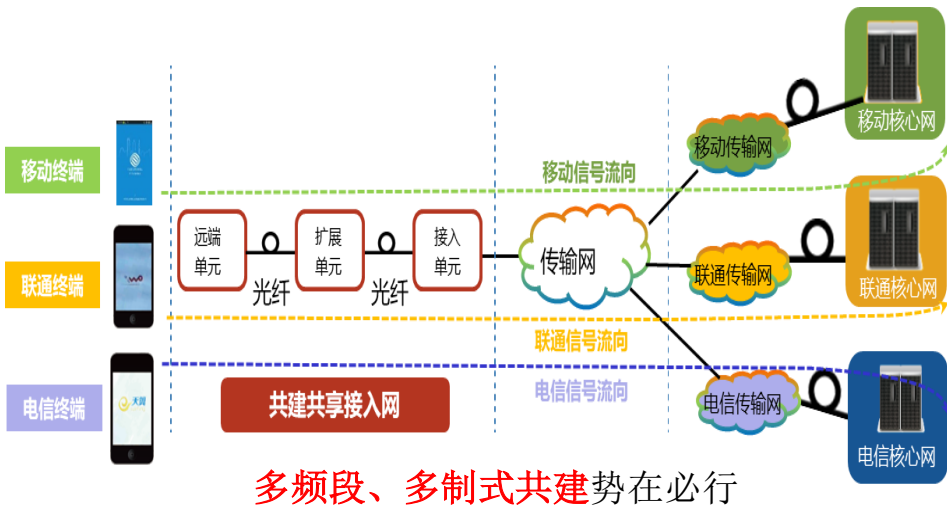 移动核心网
移动传输网
移动终端
移动信号流向
远端
单元
扩展
单元
接入
单元
光纤
光纤
传输网
联通传输网
联通核心网
联通终端
联通信号流向
电信信号流向
电信终端
共建共享接入网
电信传输网
电信核心网
多频段、多制式共建势在必行